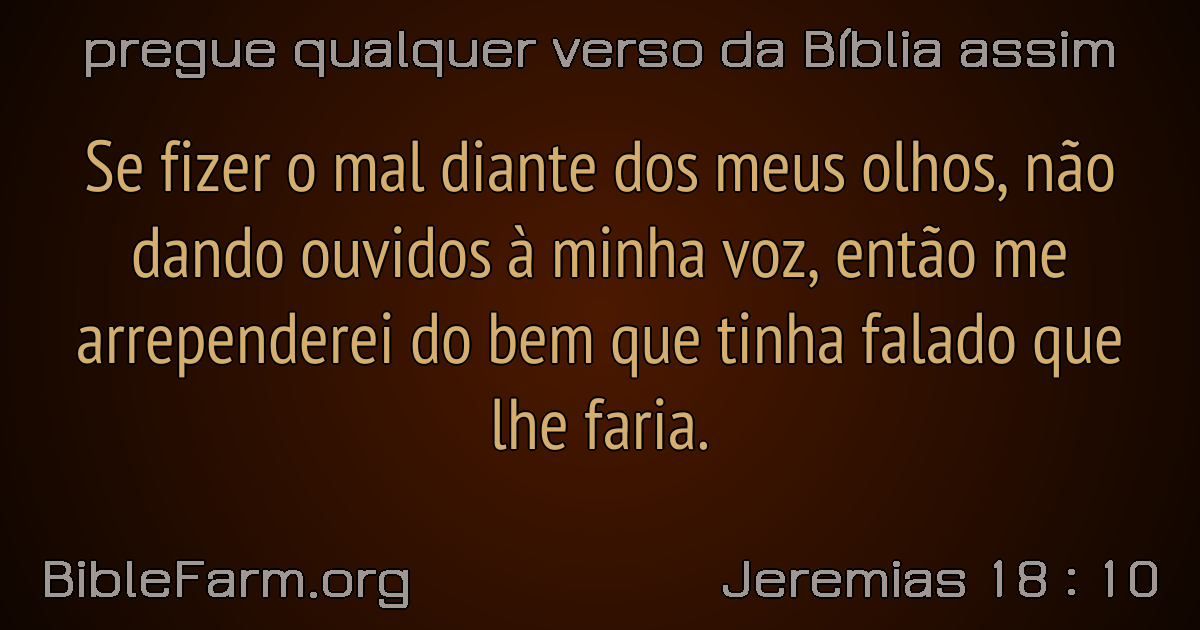 pregue qualquer verso da Bíblia assim
Se fizer o mal diante dos meus olhos, não
dando ouvidos à minha voz, então me
arrependerei do bem que tinha falado que
lhe faria.
BibleFarm.org
Jeremias 18 : 10